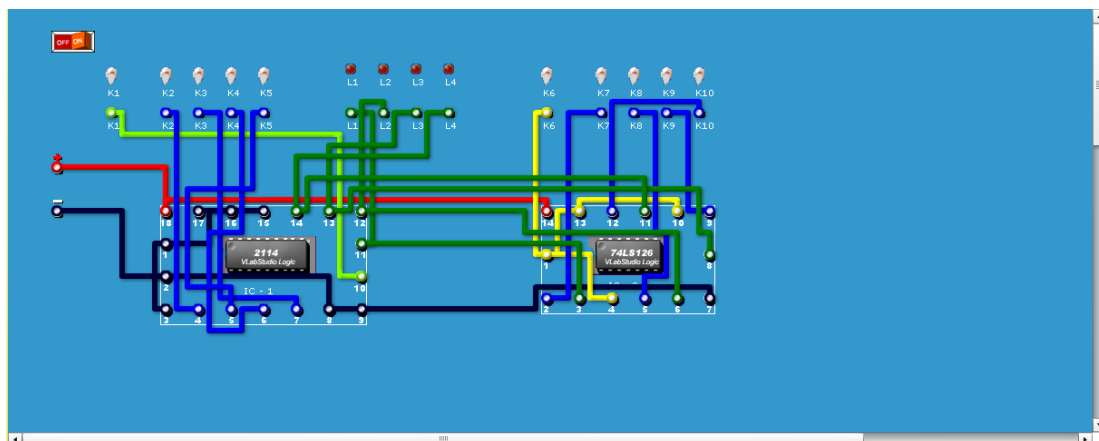 OFF ON
L1 L2 L3 L4
K1 K2 K3 K4 K5 K6 K7 K8 K9 K10
K1 K2 K3 K4 K5 L1 L2 L3 L4 K6 K7 K8 K9 K10
+
-
18 17 16 15 14 13 12 14 13 12 11 10 9
1 2114 11 1 74LS126 8
VLabStudio Logic VLabStudio Logic
2 IC - 1 10
3 4 5 6 7 8 9 2 3 4 5 6 7